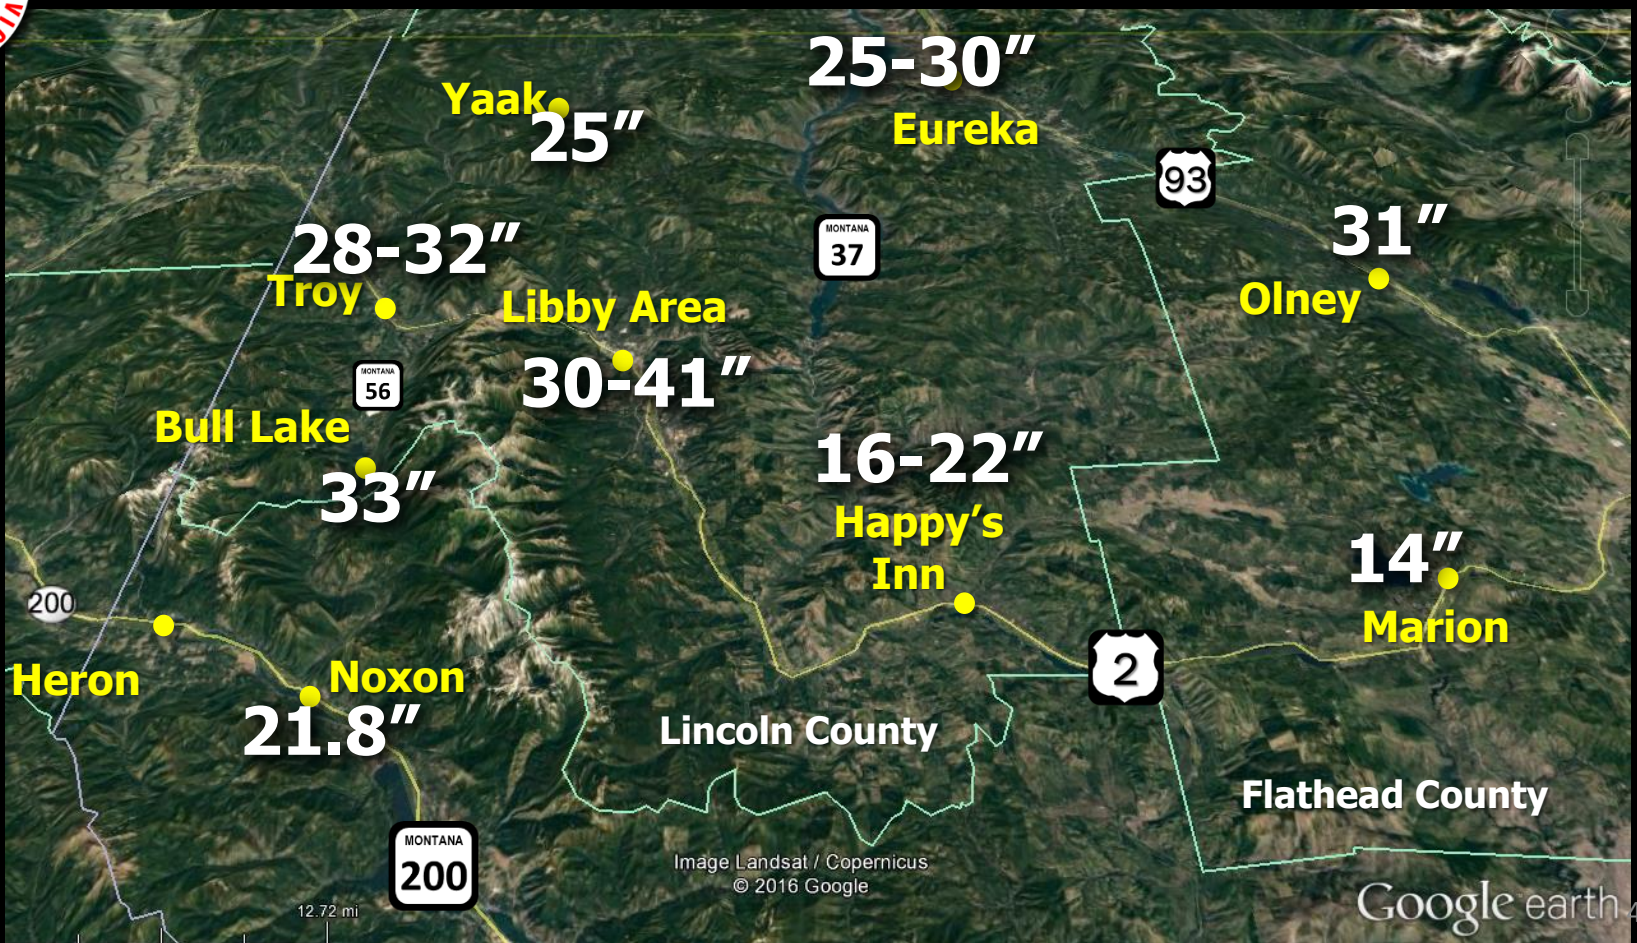 25-30"
Yaak
25"
Eureka
93
31"
28-32"
MONTANA
37
Troy
Libby Area
Olney
MONTANA
56
30-41"
Bull Lake
33"
16-22"
Happy’s
Inn
14"
200
Marion
Heron
Noxon
2
21.8"
Lincoln County
Flathead County
MONTANA
200
Image Landsat / Copernicus
© 2016 Google
12.72 mi
Google earth